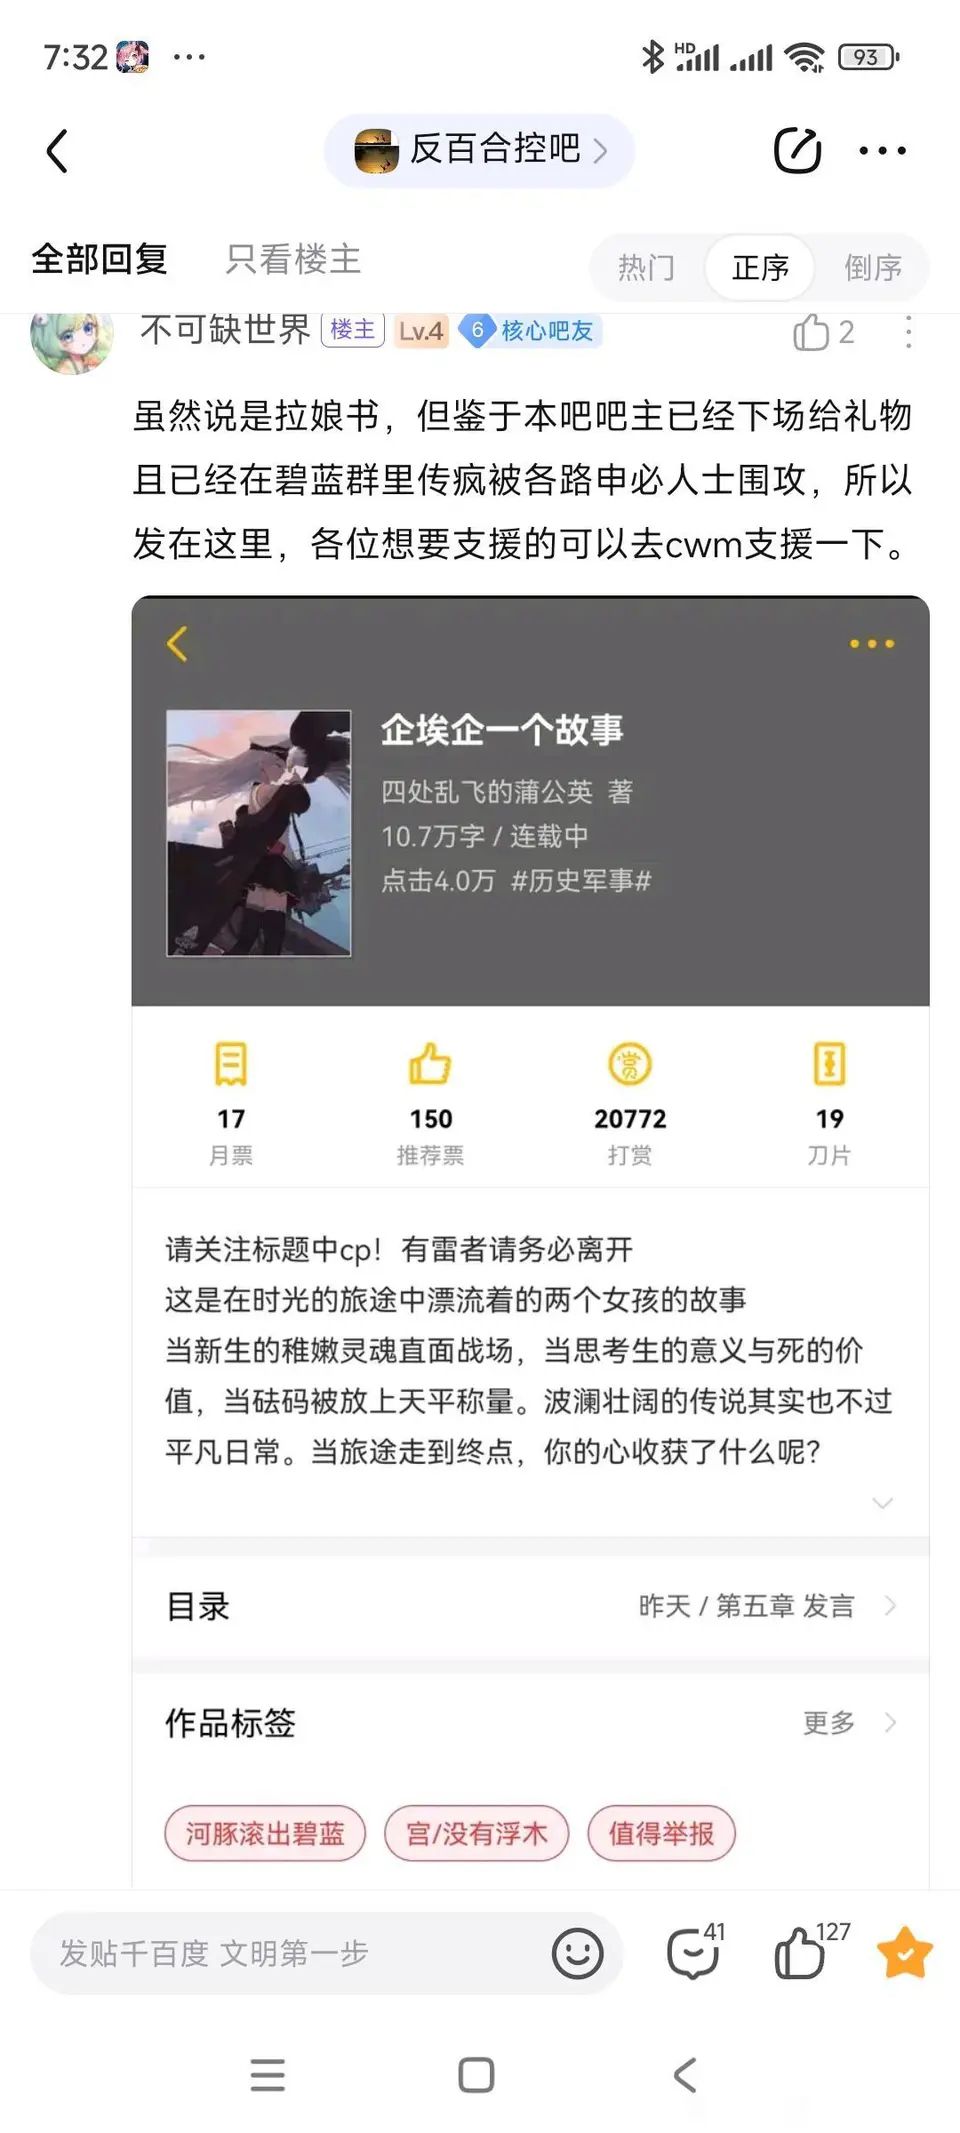 7:32
HD
93
反百合控吧
全部回复
只看楼主
热门
正序
倒序
不可缺世界
楼主
Lv.4
6
核心吧友
2
虽然说是拉娘书，但鉴于本吧吧主已经下场给礼物
且已经在碧蓝群里传疯被各路申必人士围攻，所以
发在这里，各位想要支援的可以去cwm支援一下。
企埃企一个故事
四处乱飞的蒲公英 著
10.7万字 / 连载中
点击4.0万 #历史军事#
赏
17
150
20772
19
月票
推荐票
打赏
刀片
请关注标题中cp！有雷者请务必离开
这是在时光的旅途中漂流着的两个女孩的故事
当新生的稚嫩灵魂直面战场，当思考生的意义与死的价
值，当砝码被放上天平称量。波澜壮阔的传说其实也不过
平凡日常。当旅途走到终点，你的心收获了什么呢?
目录
昨天 / 第五章 发言
作品标签
更多
河豚滚出碧蓝
宫/没有浮木
值得举报
发贴千百度 文明第一步
41
127